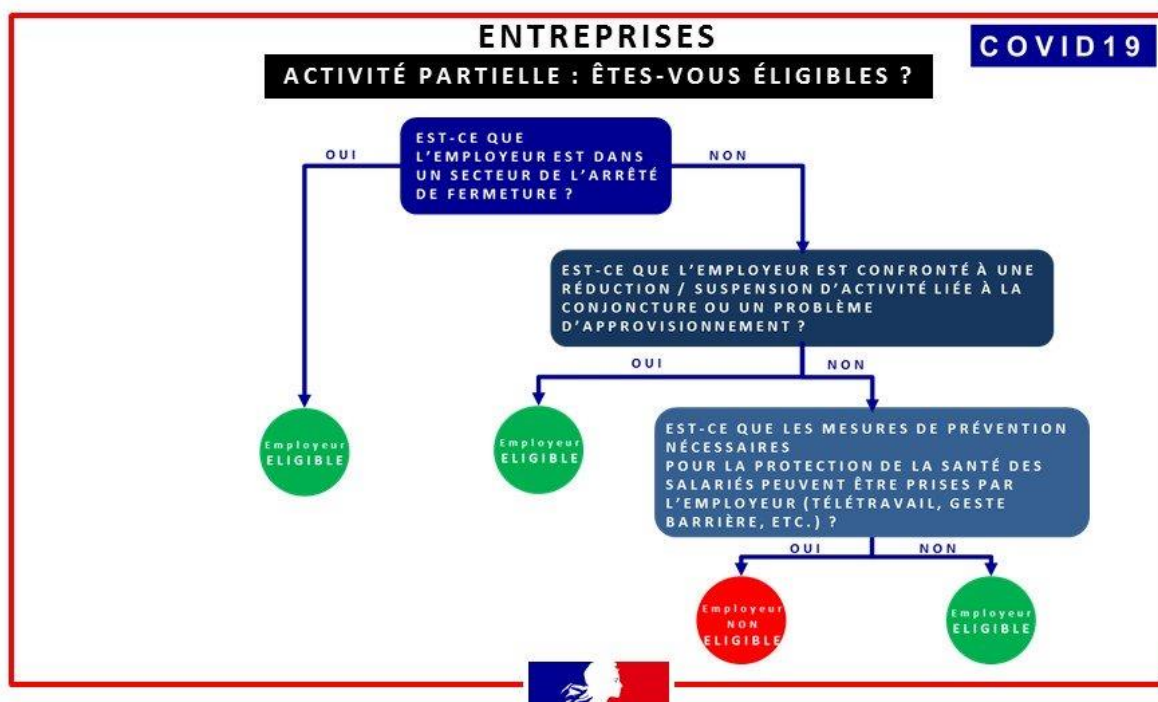 ENTREPRISES
COVID19
ACTIVITÉ PARTIELLE : ÊTES-VOUS ÉLIGIBLES ?
EST-CE QUE
L'EMPLOYEUR EST DANS
UN SECTEUR DE L'ARRÊTÉ
DE FERMETURE ?
OUI
NON
EST-CE QUE L'EMPLOYEUR EST CONFRONTÉ À UNE
RÉDUCTION / SUSPENSION D'ACTIVITÉ LIÉE À LA
CONJONCTURE OU UN PROBLÈME
D'APPROVISIONNEMENT ?
OUI
NON
Employeur
ELIGIBLE
Employeur
ELIGIBLE
EST-CE QUE LES MESURES DE PRÉVENTION
NÉCESSAIRES
POUR LA PROTECTION DE LA SANTÉ DES
SALARIÉS PEUVENT ÊTRE PRISES PAR
L'EMPLOYEUR (TÉLÉTRAVAIL, GESTE
BARRIÈRE, ETC.) ?
OUI
NON
Employeur
NON
ELIGIBLE
Employeur
ELIGIBLE